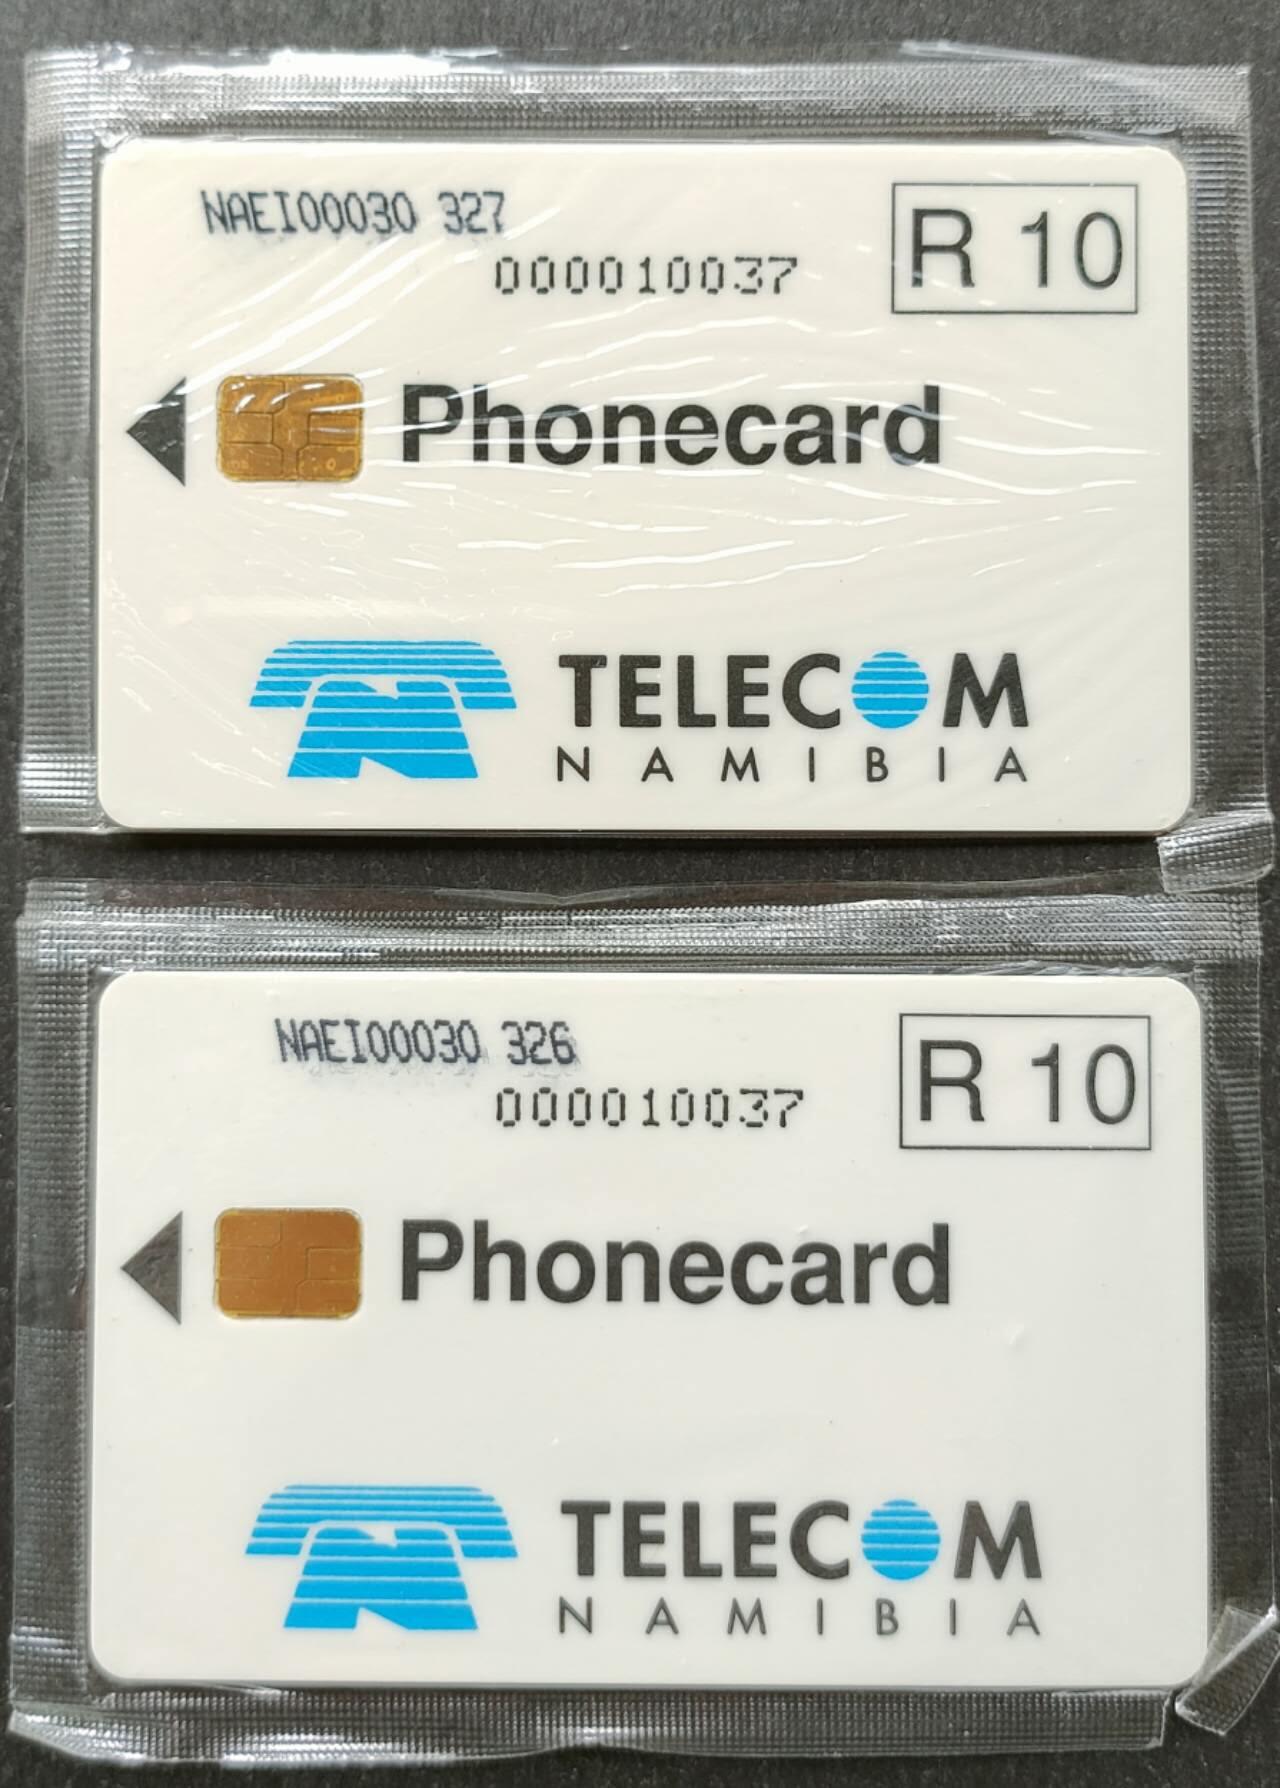 NAEI00030 327
000010037
R 10
Phonecard
TELECOM
NAMIBIA
NAEI00030 326
000010037
R 10
Phonecard
TELECOM
NAMIBIA